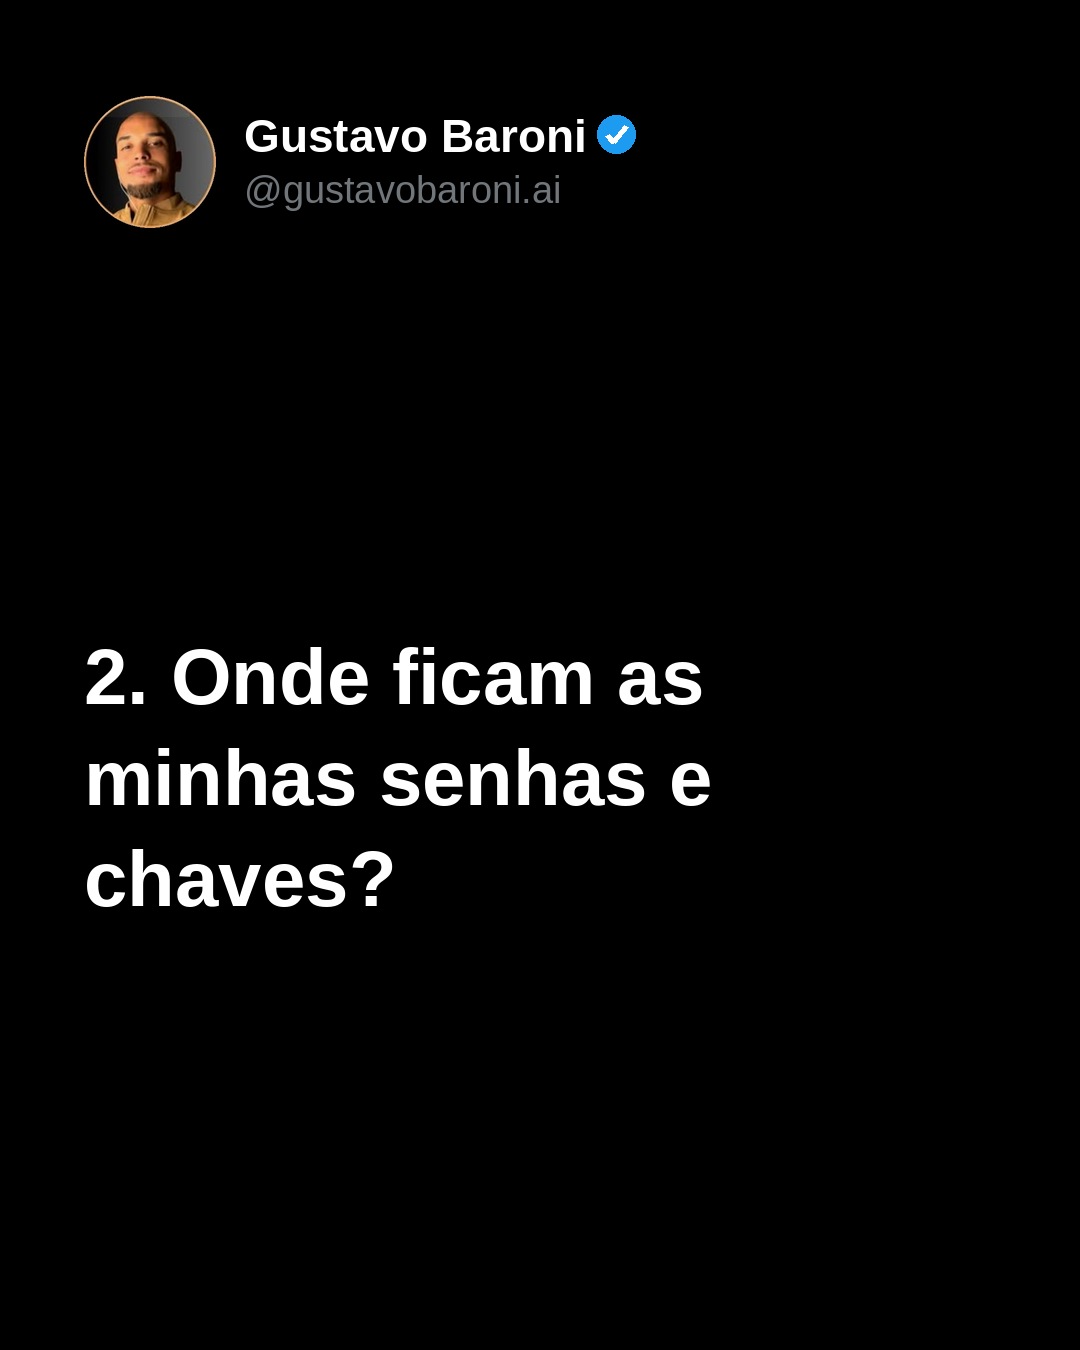 Gustavo Baroni
@gustavobaroni.ai
2. Onde ficam as
minhas senhas e
chaves?